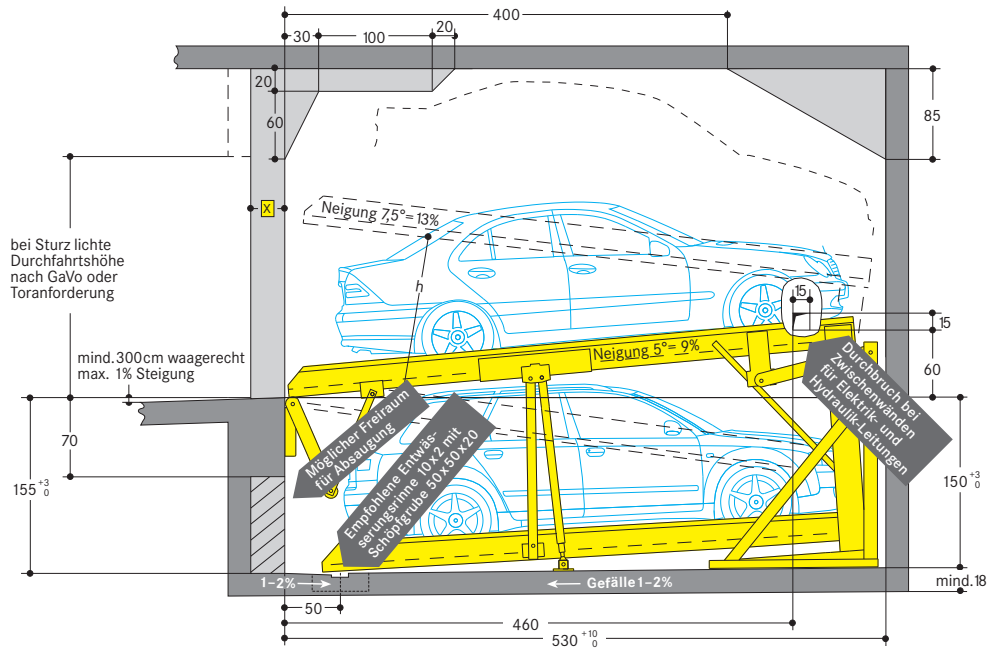 400
30
100
20
20
60
85
X
Neigung 7,5°=13%
bei Sturz lichte
Durchfahrtshöhe
nach GaVo oder
Toranforderung
h
15
15
mind.300cm waagerecht
max. 1% Steigung
Neigung 5°= 9%
60
Durchbruch bei
Zwischenwänden
für Elektrik- und
Hydraulik-Leitungen
Möglicher Freiraum
für Absaugung
Empfohlene Entwäs-
serungsrinne 10x2 mit
Schöpfgrube 50x50x20
70
155 +3 0
150 +3 0
1–2%
Gefälle 1-2%
mind.18
50
460
530 +10 0